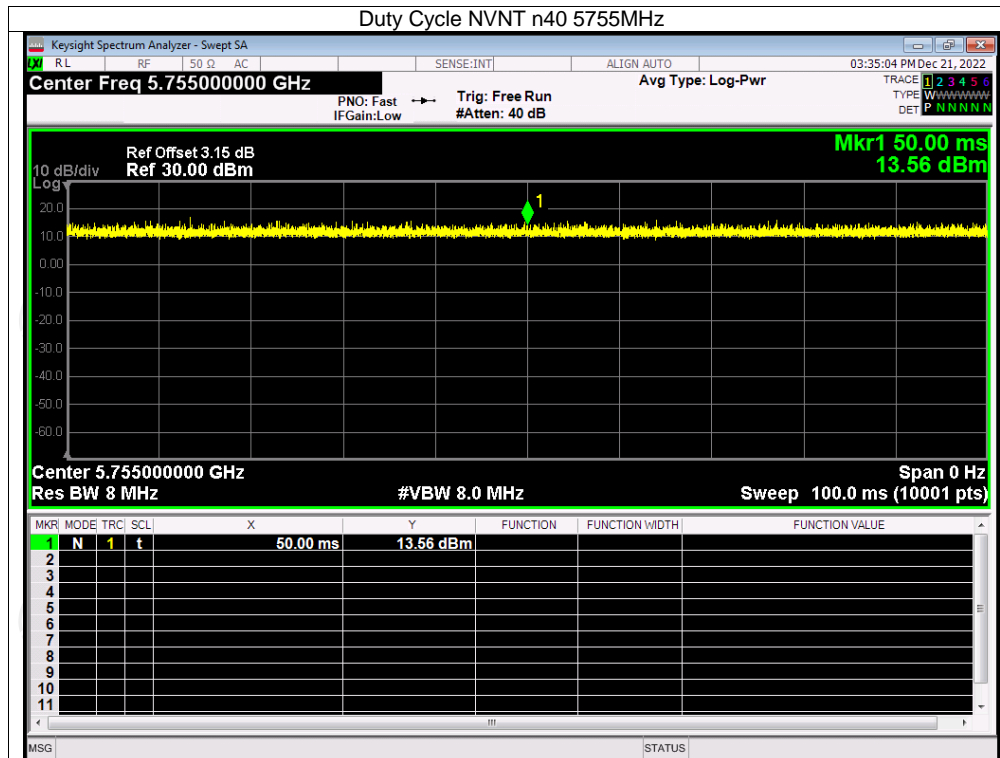 Duty Cycle NVNT n40 5755MHz
Keysight Spectrum Analyzer - Swept SA
LXI RL RF 50 Ω AC SENSE:INT ALIGN AUTO 03:35:04 PM Dec 21, 2022
Center Freq 5.755000000 GHz Avg Type: Log-Pwr TRACE 1 2 3 4 5 6
PNO: Fast Trig: Free Run TYPE WWWWWW
IFGain:Low #Atten: 40 dB DET P N N N N N
Mkr1 50.00 ms
Ref Offset 3.15 dB
10 dB/div Ref 30.00 dBm 13.56 dBm
Log
1
20.0
10.0
0.00
-10.0
-20.0
-30.0
-40.0
-50.0
-60.0
Center 5.755000000 GHz Span 0 Hz
Res BW 8 MHz #VBW 8.0 MHz Sweep 100.0 ms (10001 pts)
MKR MODE TRC SCL X Y FUNCTION FUNCTION WIDTH FUNCTION VALUE
1 N 1 t 50.00 ms 13.56 dBm
2
3
4
5
6
7
8
9
10
11
MSG STATUS